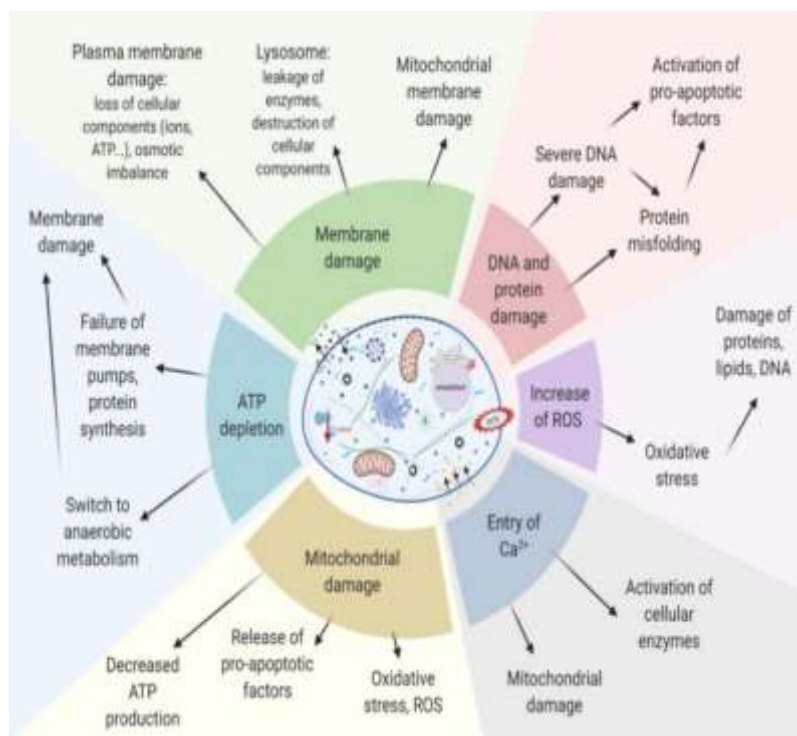 Plasma membrane
damage:
loss of cellular
components (ions,
ATP...), osmotic
imbalance
Lysosome:
leakage of
enzymes,
destruction of
cellular
components
Mitochondrial
membrane
damage
Activation of
pro-apoptotic
factors
Severe DNA
damage
Protein
misfolding
Membrane
damage
DNA and
protein
damage
Membrane
damage
Failure of
membrane
pumps,
protein
synthesis
Switch to
anaerobic
metabolism
ATP
depletion
Increase
of ROS
Damage of
proteins,
lipids, DNA
Oxidative
stress
Entry of
Ca²⁺
Activation of
cellular
enzymes
Mitochondrial
damage
Mitochondrial
damage
Decreased
ATP
production
Release of
pro-apoptotic
factors
Oxidative
stress, ROS